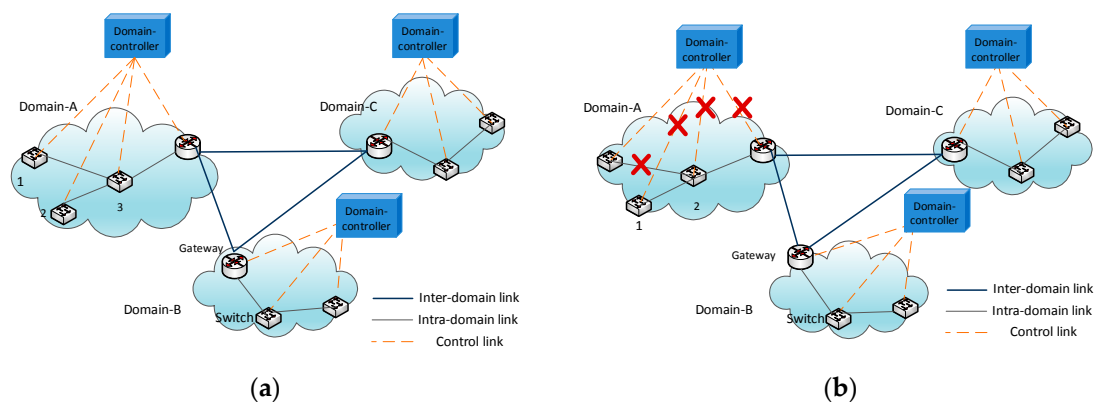 Domain-
controller
Domain-
controller
Domain-A
Domain-C
1
2
3
Domain-
controller
Gateway
Domain-B
Switch
Inter-domain link
Intra-domain link
Control link
(a)
Domain-
controller
Domain-
controller
Domain-A
Domain-C
1
2
Domain-
controller
Gateway
Domain-B
Switch
Inter-domain link
Intra-domain link
Control link
(b)